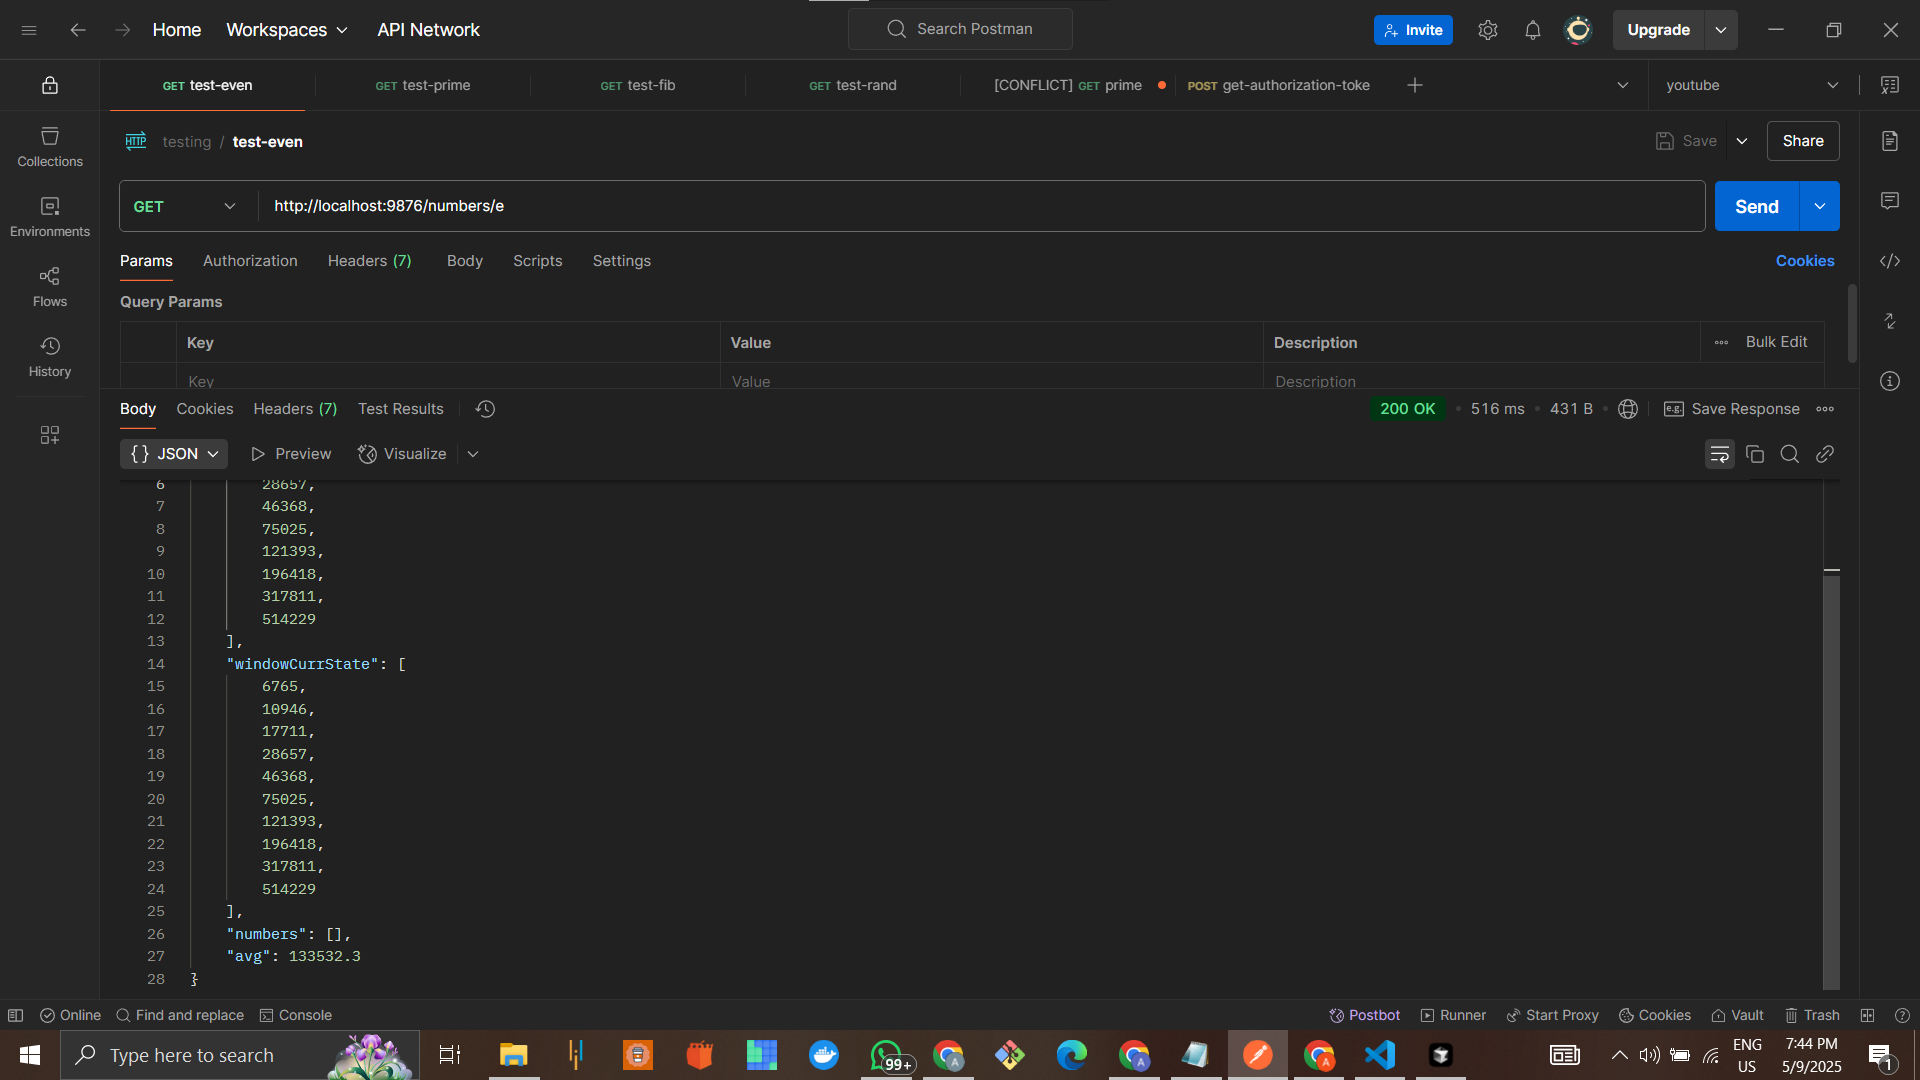 Home Workspaces API Network Search Postman Invite Upgrade
GET test-even GET test-prime GET test-fib GET test-rand [CONFLICT] GET prime POST get-authorization-toke youtube
HTTP testing / test-even Save Share
GET http://localhost:9876/numbers/e Send
Params Authorization Headers (7) Body Scripts Settings Cookies
Query Params
Key Value Description Bulk Edit
Key Value Description
Collections
Environments
Flows
History
Body Cookies Headers (7) Test Results 200 OK 516 ms 431 B e.g. Save Response
{} JSON Preview Visualize
6 28657,
7 46368,
8 75025,
9 121393,
10 196418,
11 317811,
12 514229
13 ],
14 "windowCurrState": [
15 6765,
16 10946,
17 17711,
18 28657,
19 46368,
20 75025,
21 121393,
22 196418,
23 317811,
24 514229
25 ],
26 "numbers": [],
27 "avg": 133532.3
28 }
Online Find and replace Console Postbot Runner Start Proxy Cookies Vault Trash
Type here to search 99+ ENG 7:44 PM
US 5/9/2025 1